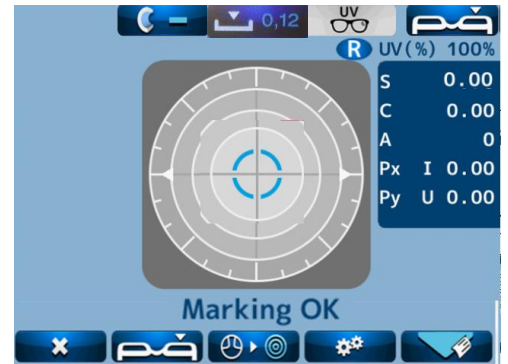 0,12 UV
R UV(%) 100%
S 0.00
C 0.00
A 0
Px I 0.00
Py U 0.00
Marking OK